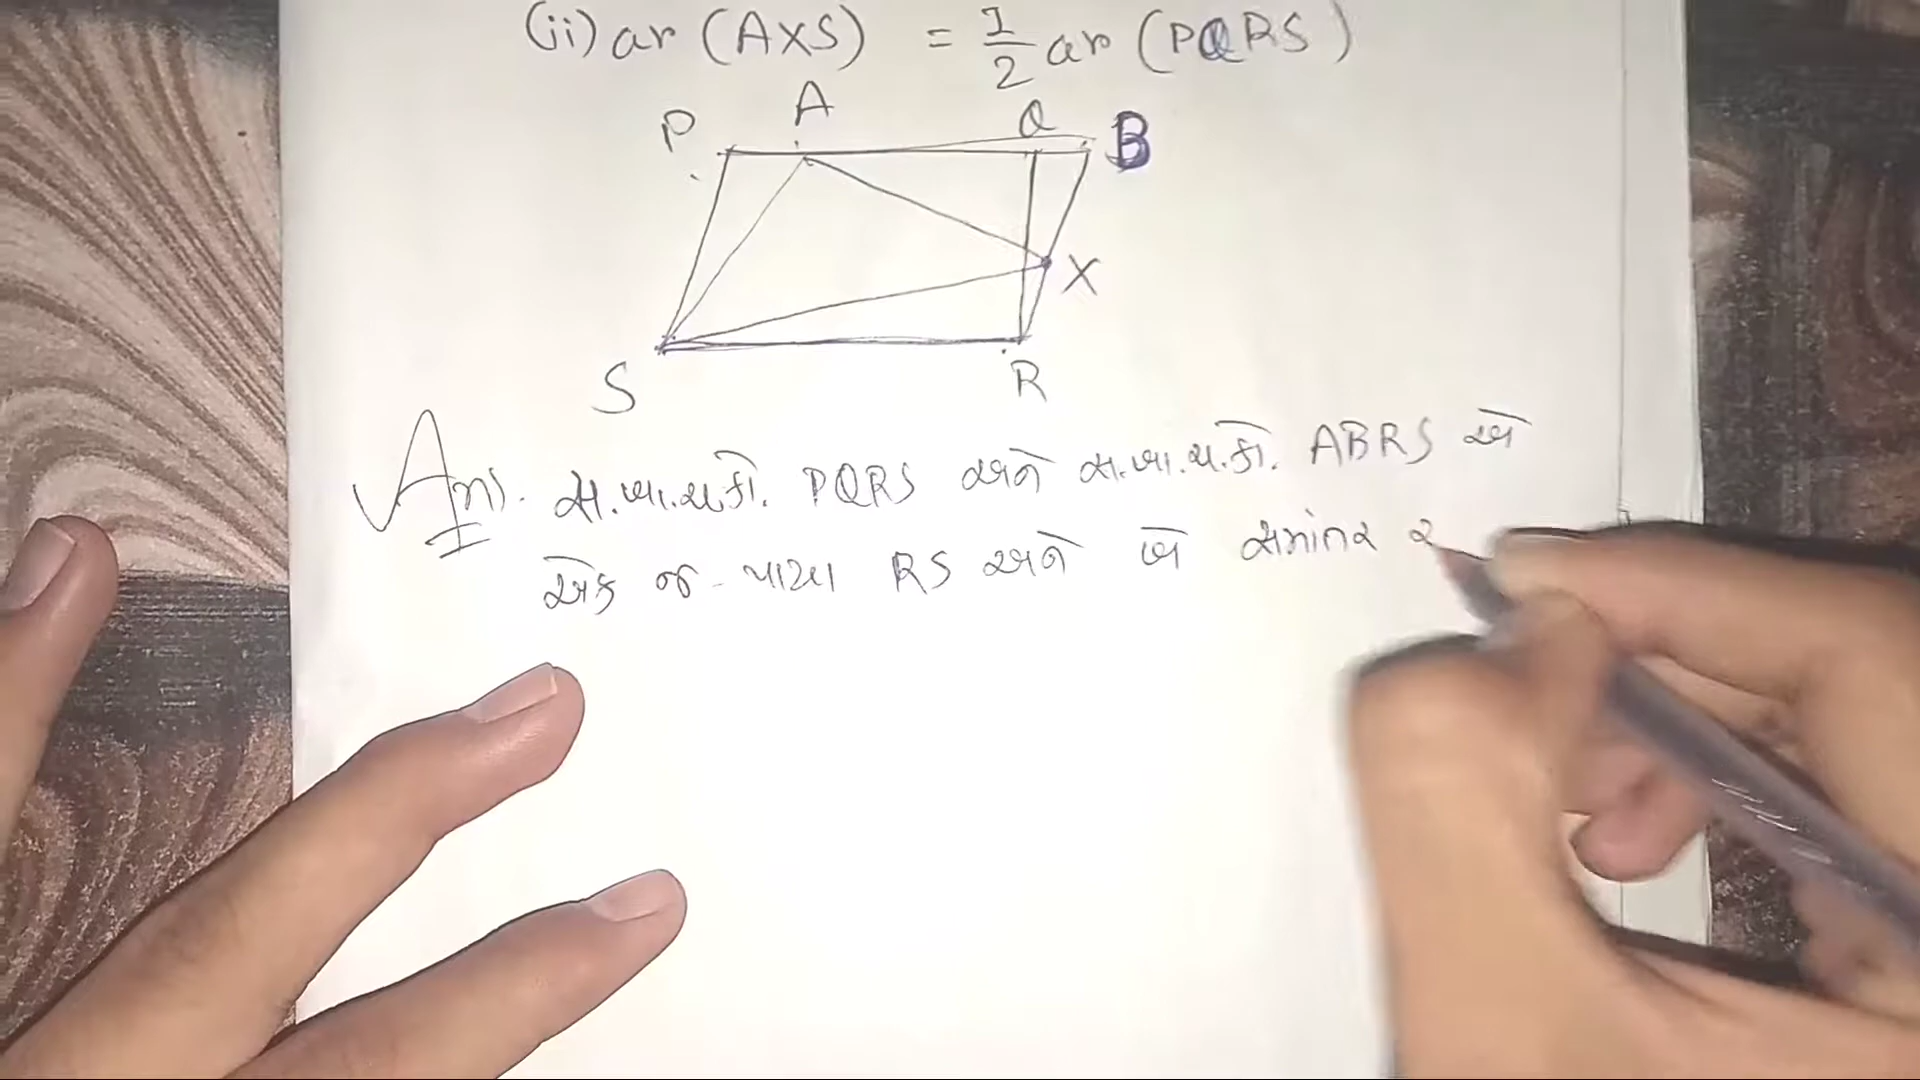 (ii) ar (AXS) = 1/2 ar (PQRS)
P A Q B
X
S R
Ans. સ.બા.ચ.કો. PQRS અને સ.બા.ચ.કો. ABRS એ
એક જ પાયા RS અને બે સમાંતર ર